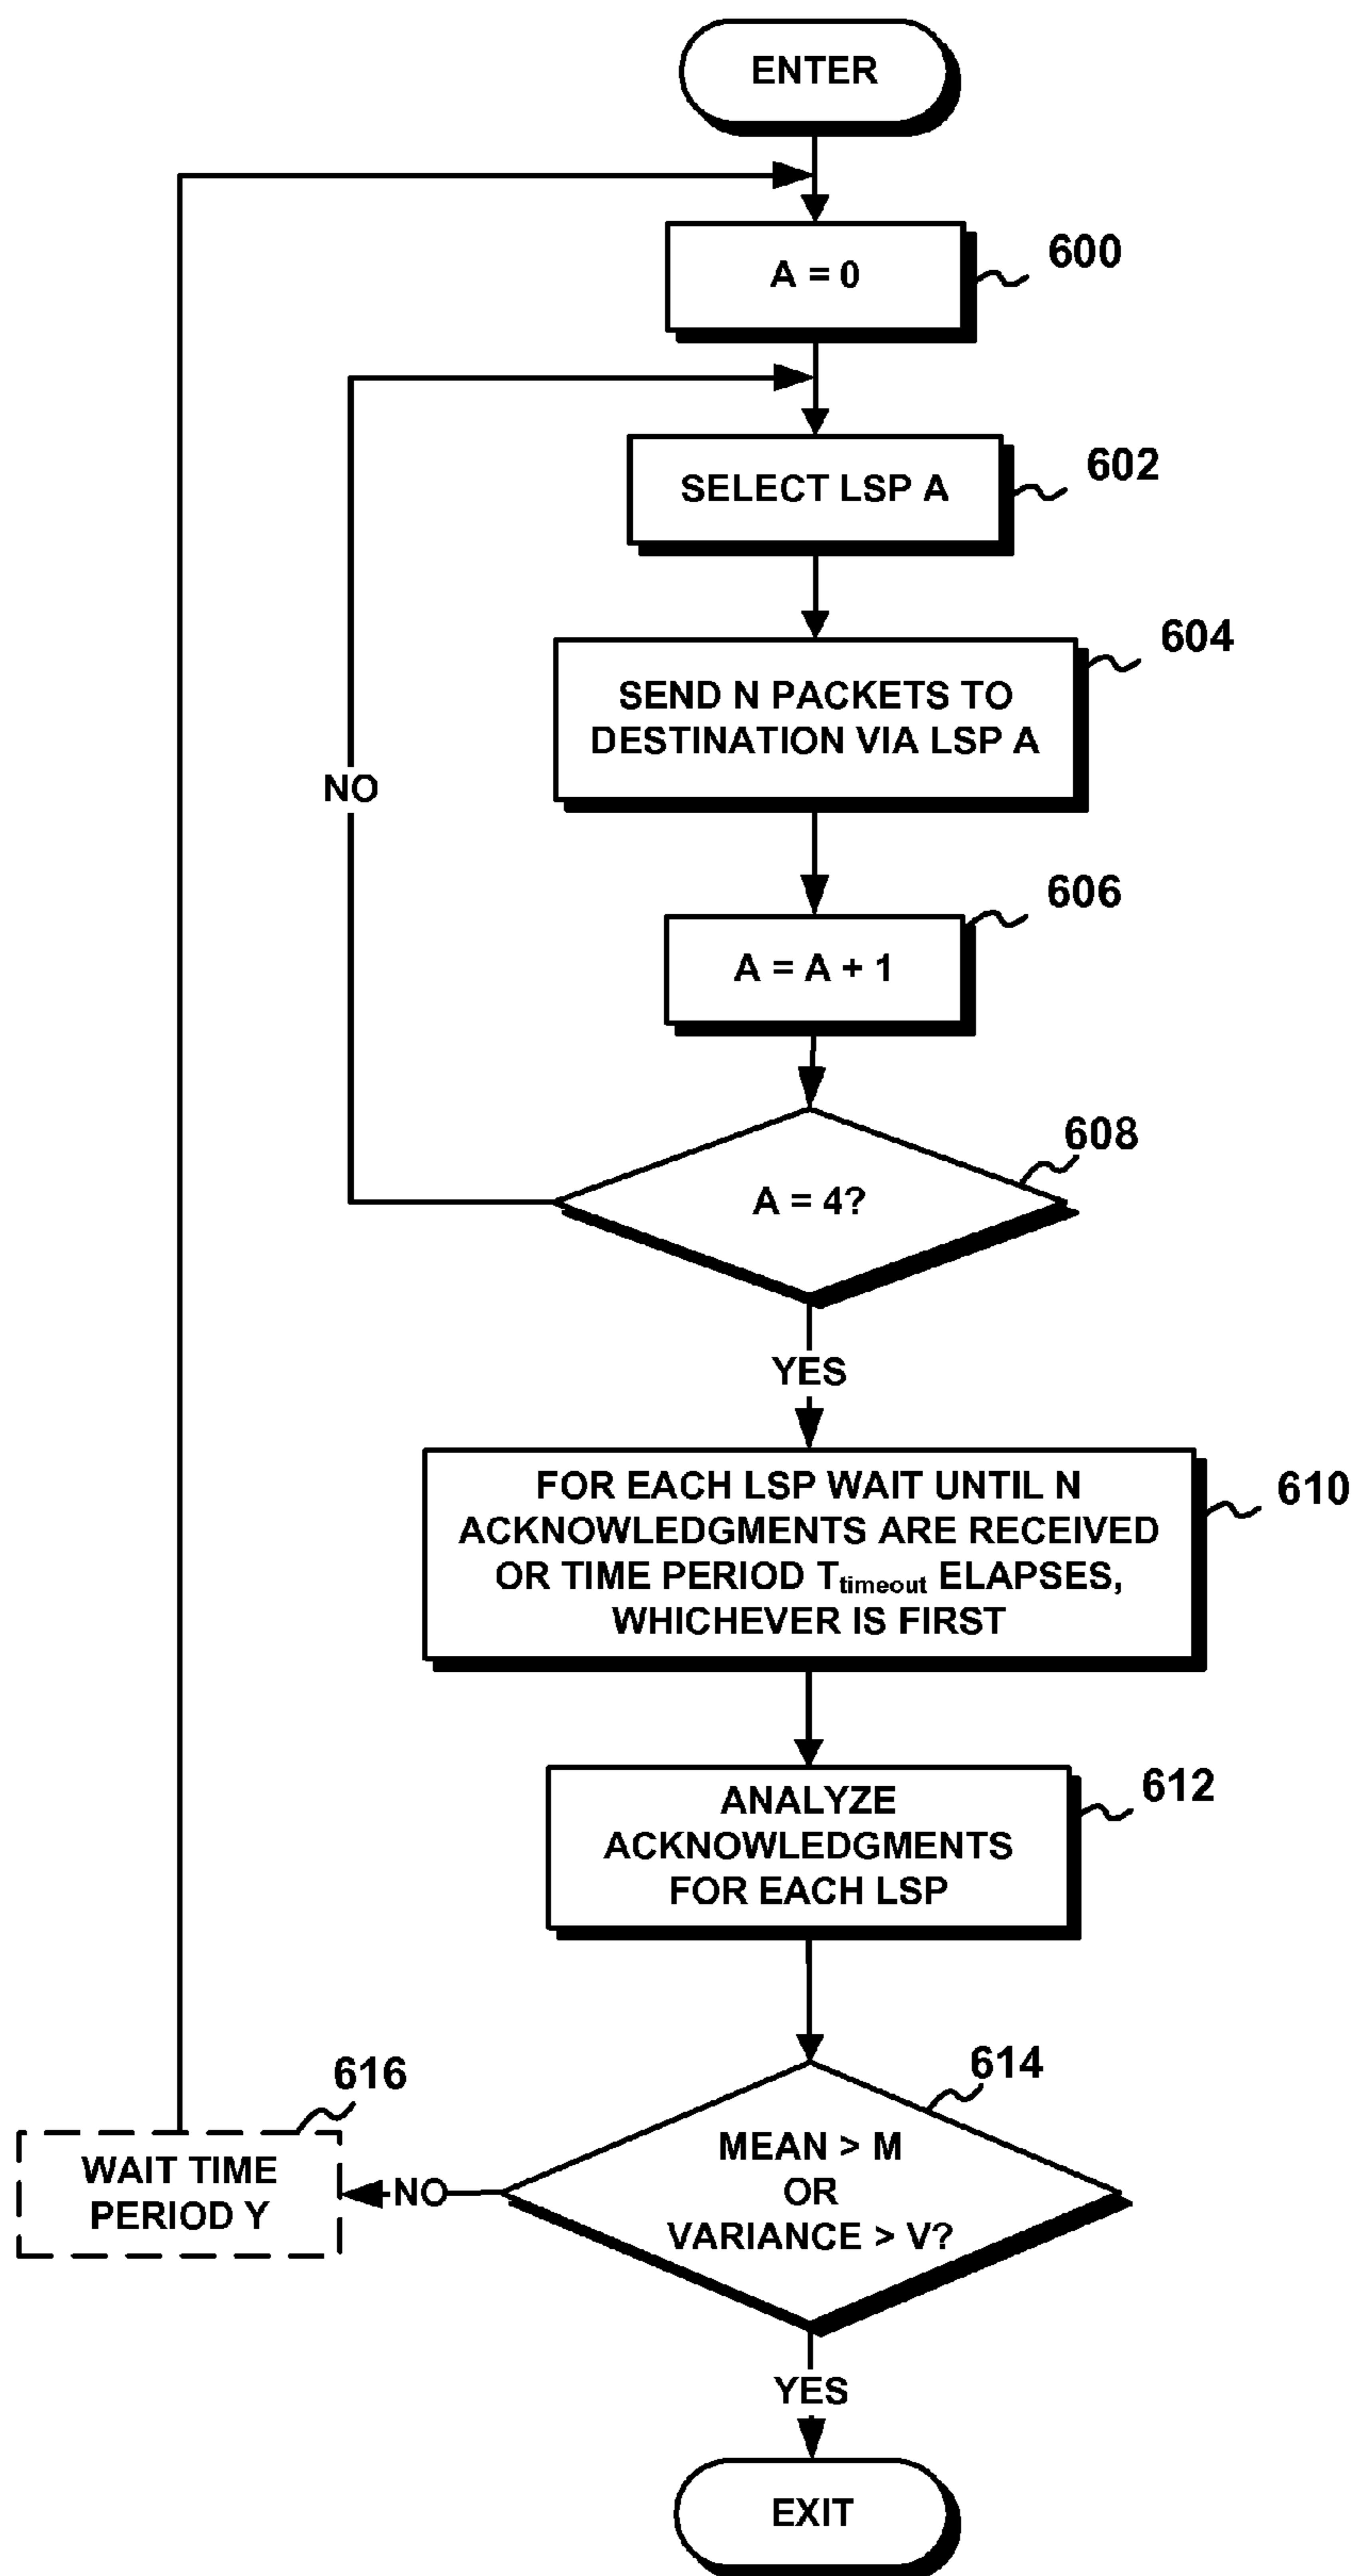 ENTER
A = 0
600
SELECT LSP A
602
SEND N PACKETS TO
DESTINATION VIA LSP A
604
NO
A = A + 1
606
A = 4?
608
YES
FOR EACH LSP WAIT UNTIL N
ACKNOWLEDGMENTS ARE RECEIVED
OR TIME PERIOD Ttimeout ELAPSES,
WHICHEVER IS FIRST
610
ANALYZE
ACKNOWLEDGMENTS
FOR EACH LSP
612
MEAN > M
OR
VARIANCE > V?
614
NO
WAIT TIME
PERIOD Y
616
YES
EXIT